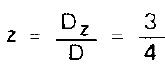 z = D_z / D = 3 / 4